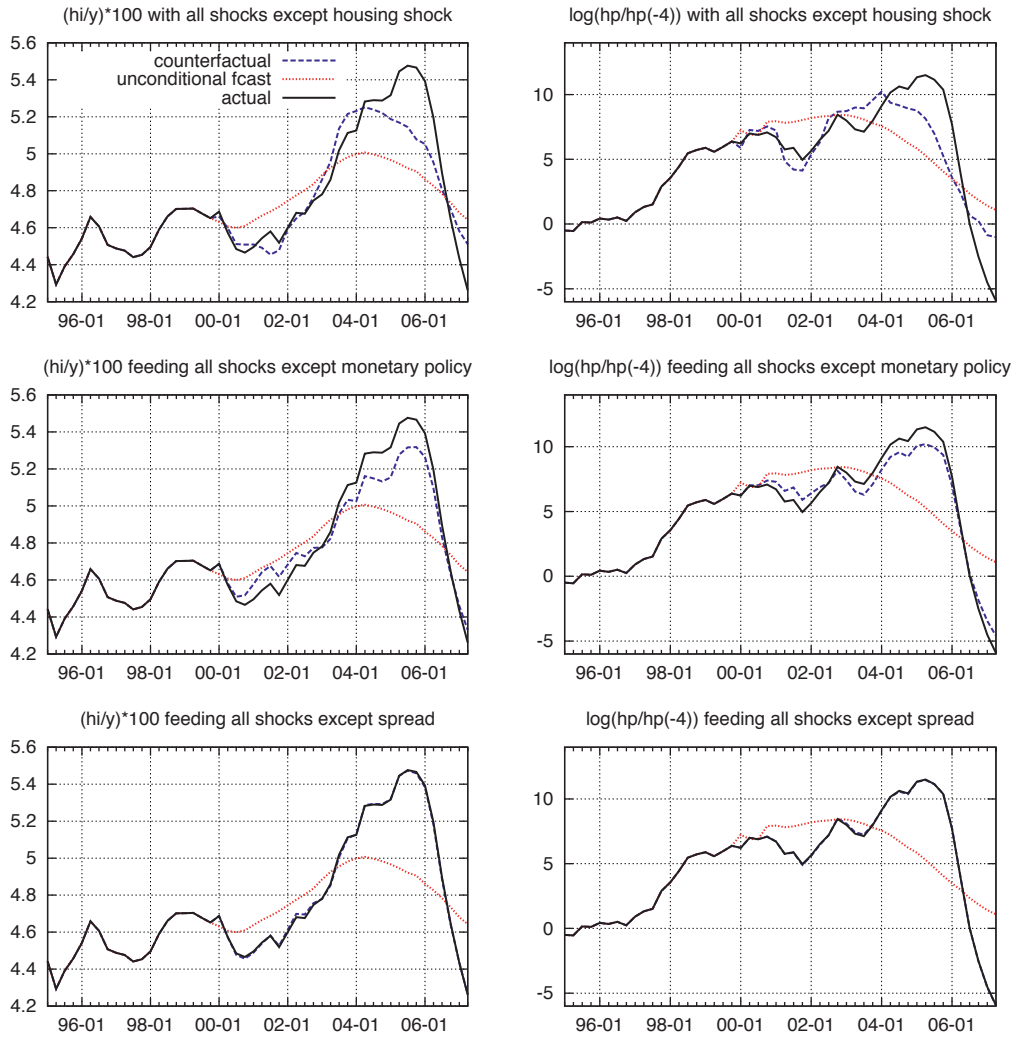 (hi/y)*100 with all shocks except housing shock
5.6
5.4
5.2
5
4.8
4.6
4.4
4.2
counterfactual
unconditional fcast
actual
96-01 98-01 00-01 02-01 04-01 06-01
log(hp/hp(-4)) with all shocks except housing shock
10
5
0
-5
96-01 98-01 00-01 02-01 04-01 06-01
(hi/y)*100 feeding all shocks except monetary policy
5.6
5.4
5.2
5
4.8
4.6
4.4
4.2
96-01 98-01 00-01 02-01 04-01 06-01
log(hp/hp(-4)) feeding all shocks except monetary policy
10
5
0
-5
96-01 98-01 00-01 02-01 04-01 06-01
(hi/y)*100 feeding all shocks except spread
5.6
5.4
5.2
5
4.8
4.6
4.4
4.2
96-01 98-01 00-01 02-01 04-01 06-01
log(hp/hp(-4)) feeding all shocks except spread
10
5
0
-5
96-01 98-01 00-01 02-01 04-01 06-01